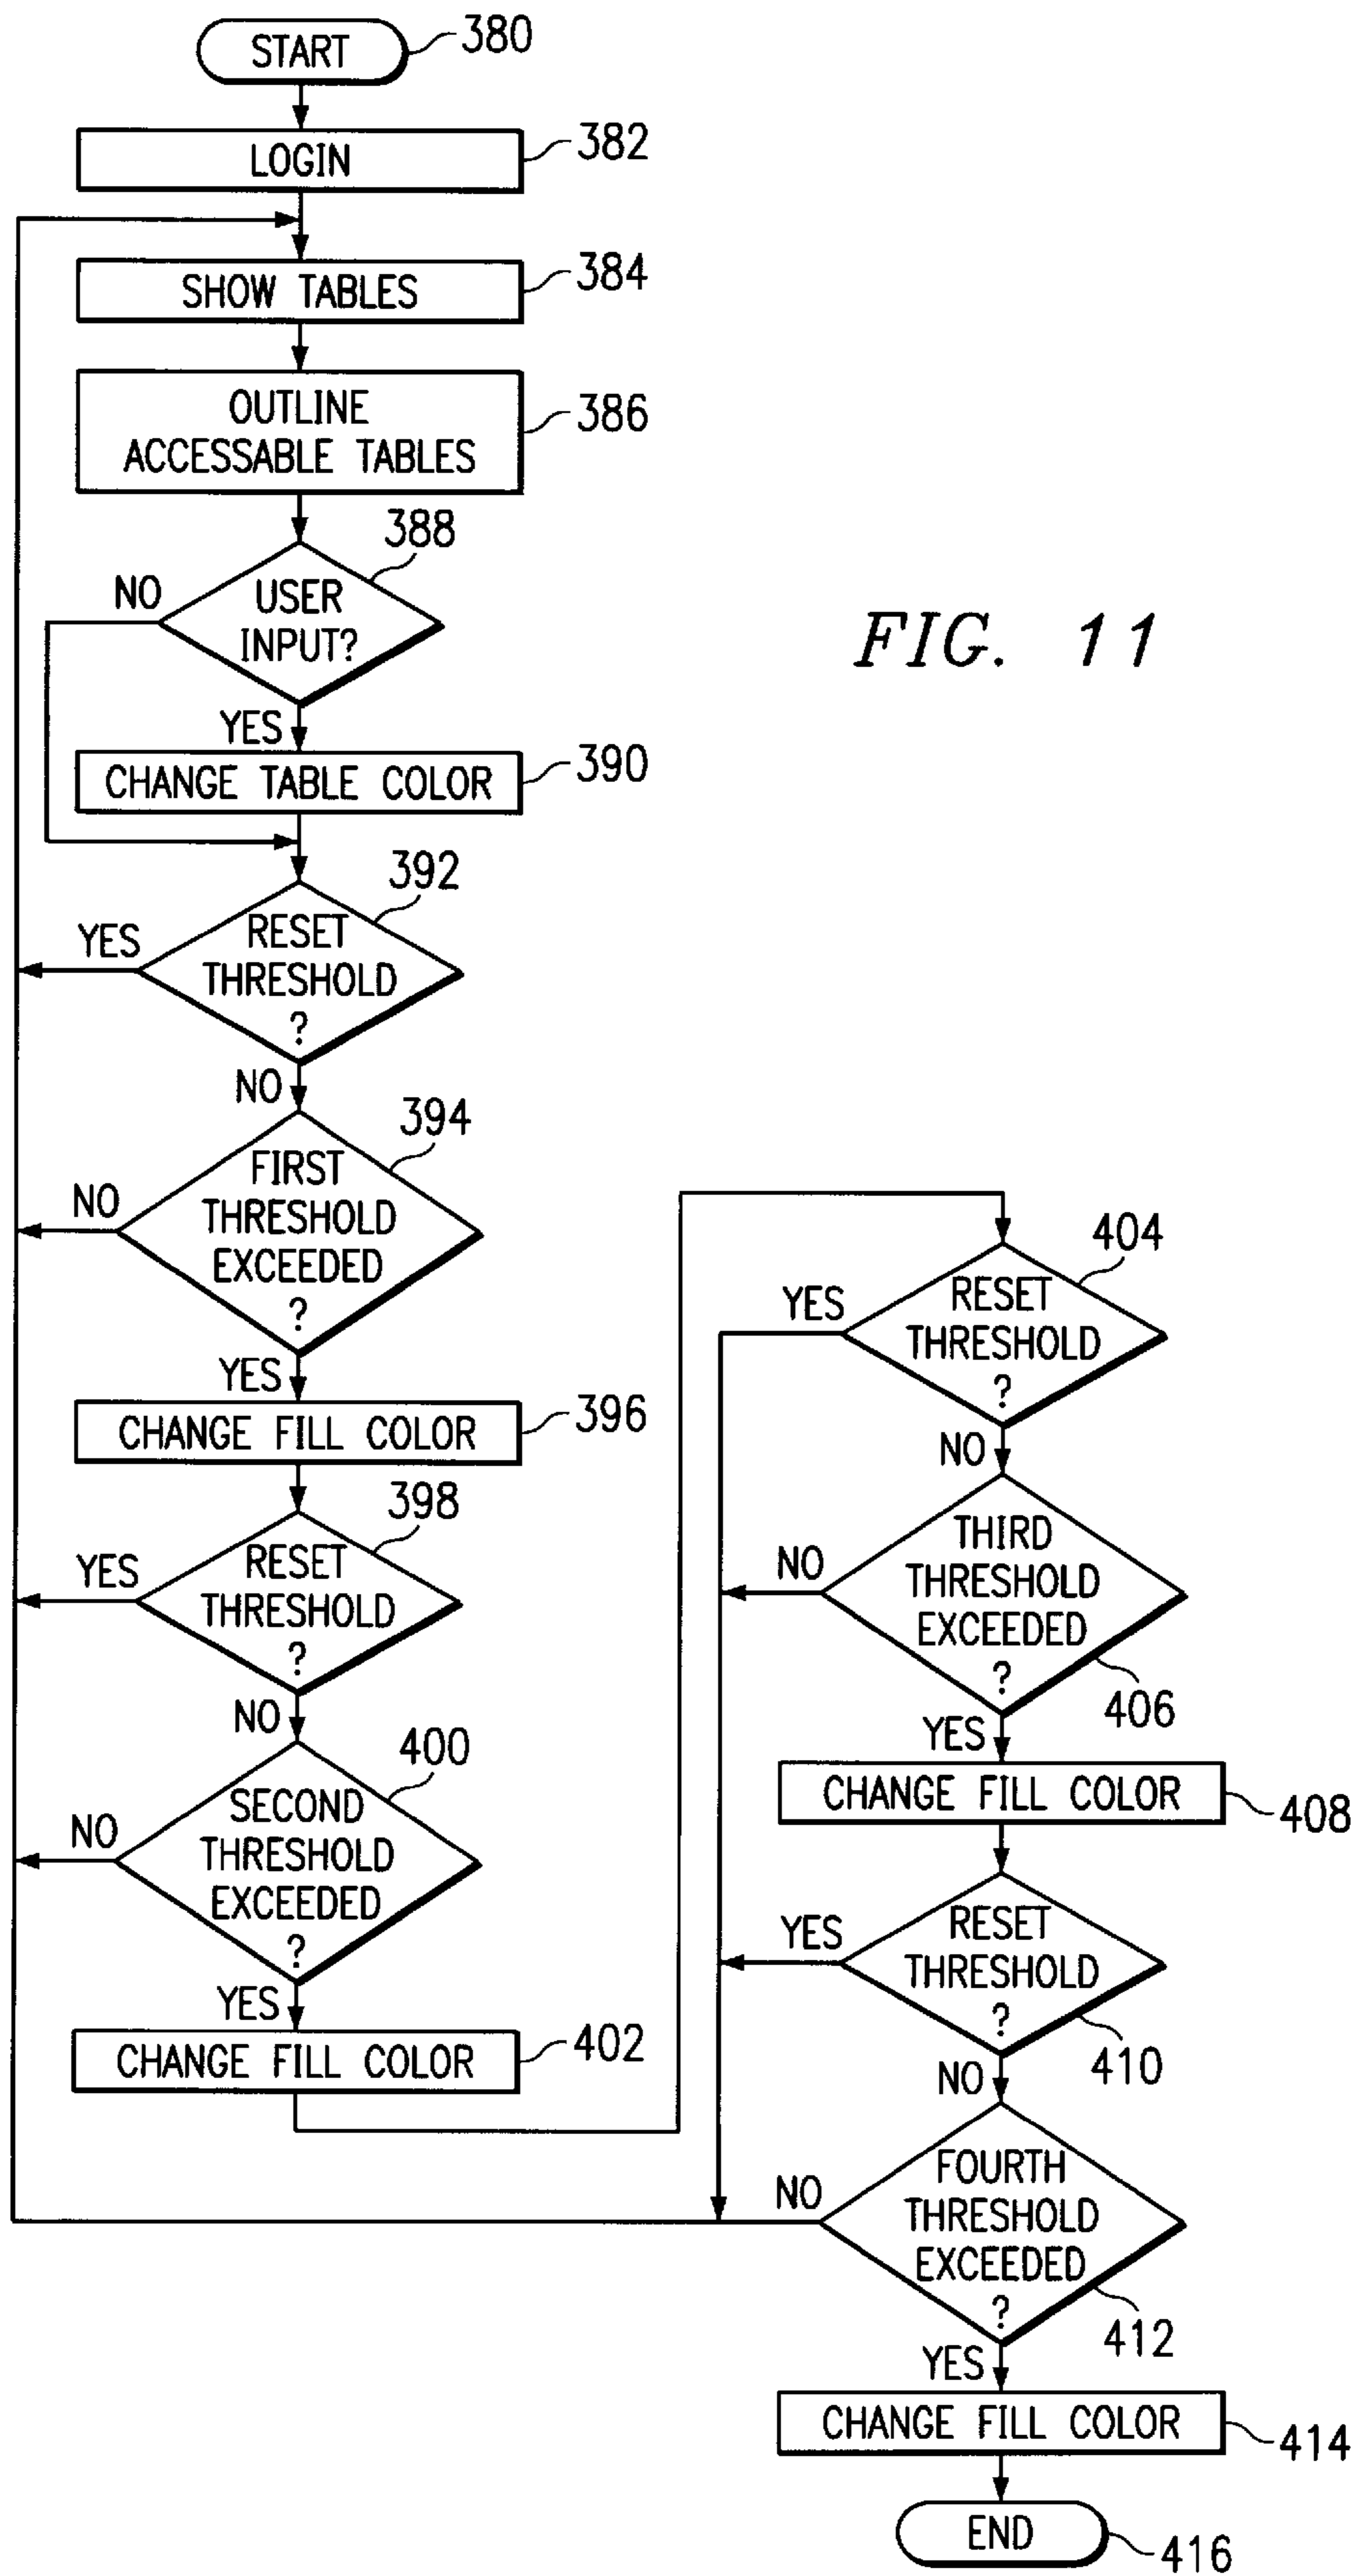 START
380
LOGIN
382
SHOW TABLES
384
OUTLINE
ACCESSABLE TABLES
386
388
NO
USER
INPUT?
YES
CHANGE TABLE COLOR
390
392
YES
RESET
THRESHOLD
?
NO
394
NO
FIRST
THRESHOLD
EXCEEDED
?
YES
CHANGE FILL COLOR
396
398
YES
RESET
THRESHOLD
?
NO
400
NO
SECOND
THRESHOLD
EXCEEDED
?
YES
CHANGE FILL COLOR
402
FIG. 11
404
YES
RESET
THRESHOLD
?
NO
NO
THIRD
THRESHOLD
EXCEEDED
?
406
YES
CHANGE FILL COLOR
408
YES
RESET
THRESHOLD
?
410
NO
NO
FOURTH
THRESHOLD
EXCEEDED
?
412
YES
CHANGE FILL COLOR
414
END
416